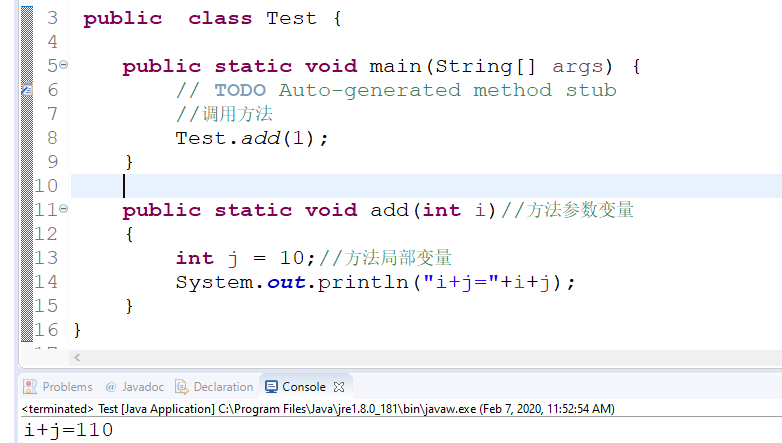 3 public  class Test {
4
5 public static void main(String[] args) {
6 // TODO Auto-generated method stub
7 //调用方法
8 Test.add(1);
9 }
10
11 public static void add(int i)//方法参数变量
12 {
13 int j = 10;//方法局部变量
14 System.out.println("i+j="+i+j);
15 }
16 }
Problems @ Javadoc Declaration Console
<terminated> Test [Java Application] C:\Program Files\Java\jre1.8.0_181\bin\javaw.exe (Feb 7, 2020, 11:52:54 AM)
i+j=110